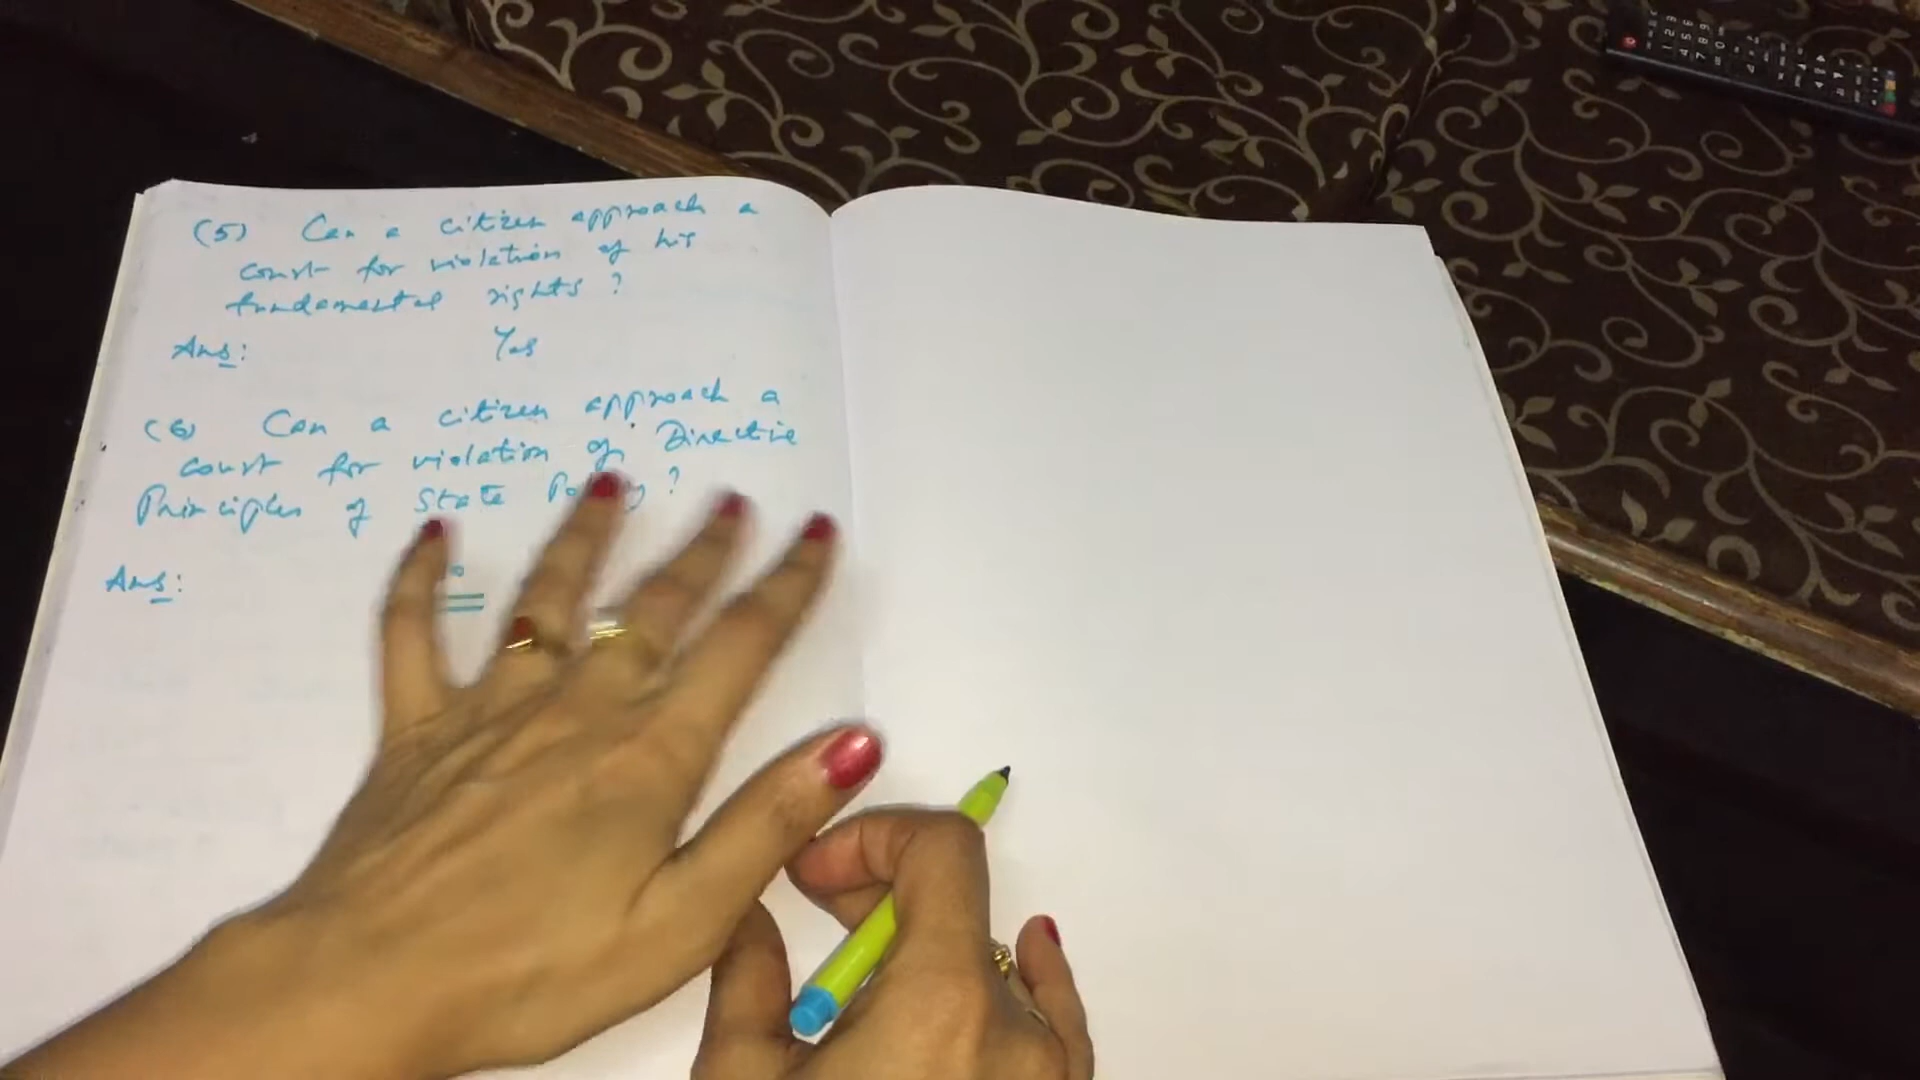 (5) Can a citizen approach a
court for violation of his
fundamental rights ?
Ans: Yes
(6) Can a citizen approach a
court for violation of Directive
Principles of State ?
Ans: